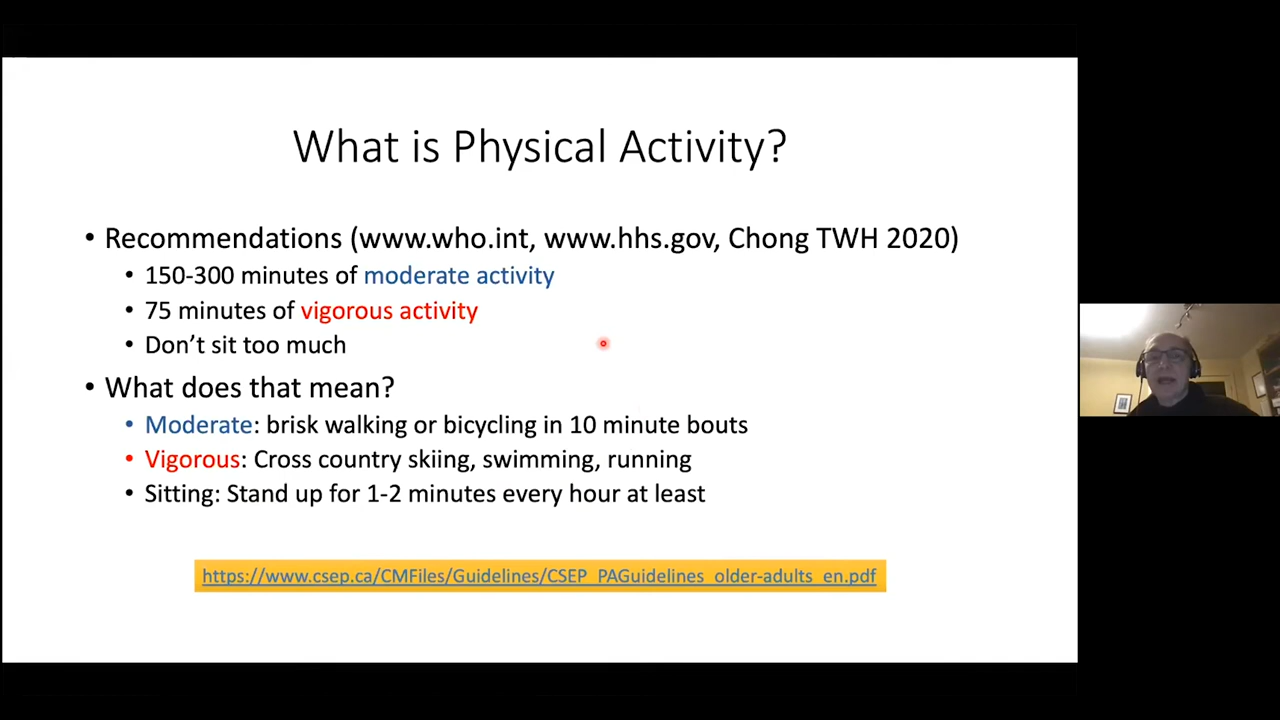 What is Physical Activity?
• Recommendations (www.who.int, www.hhs.gov, Chong TWH 2020)
• 150-300 minutes of moderate activity
• 75 minutes of vigorous activity
• Don’t sit too much
• What does that mean?
• Moderate: brisk walking or bicycling in 10 minute bouts
• Vigorous: Cross country skiing, swimming, running
• Sitting: Stand up for 1-2 minutes every hour at least
https://www.csep.ca/CMFiles/Guidelines/CSEP_PAGuidelines_older-adults_en.pdf